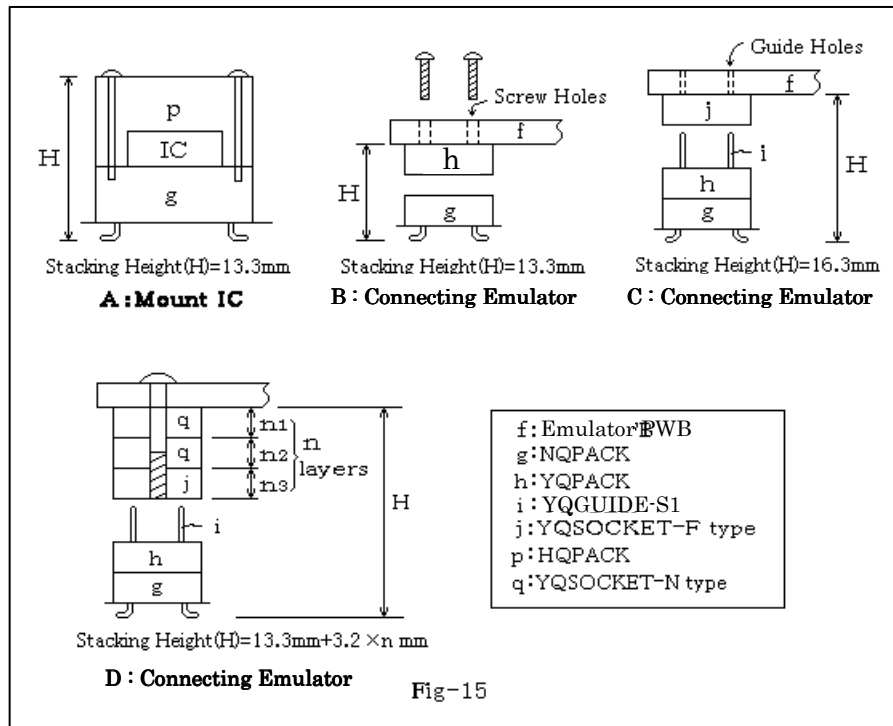 H
p
IC
g
Stacking Height(H)=13.3mm
A :Mount IC
Screw Holes
f
h
H
g
Stacking Height(H)=13.3mm
B : Connecting Emulator
Guide Holes
f
j
i
H
h
g
Stacking Height(H)=16.3mm
C : Connecting Emulator
q n1
q n2
j n3
n
layers
H
i
h
g
Stacking Height(H)=13.3mm+3.2 ×n mm
D : Connecting Emulator
f: PWB
g:NQPACK
h:YQPACK
i: YQGUIDE-S1
j:YQSOCKET-F type
p:HQPACK
q:YQSOCKET-N type
Fig-15